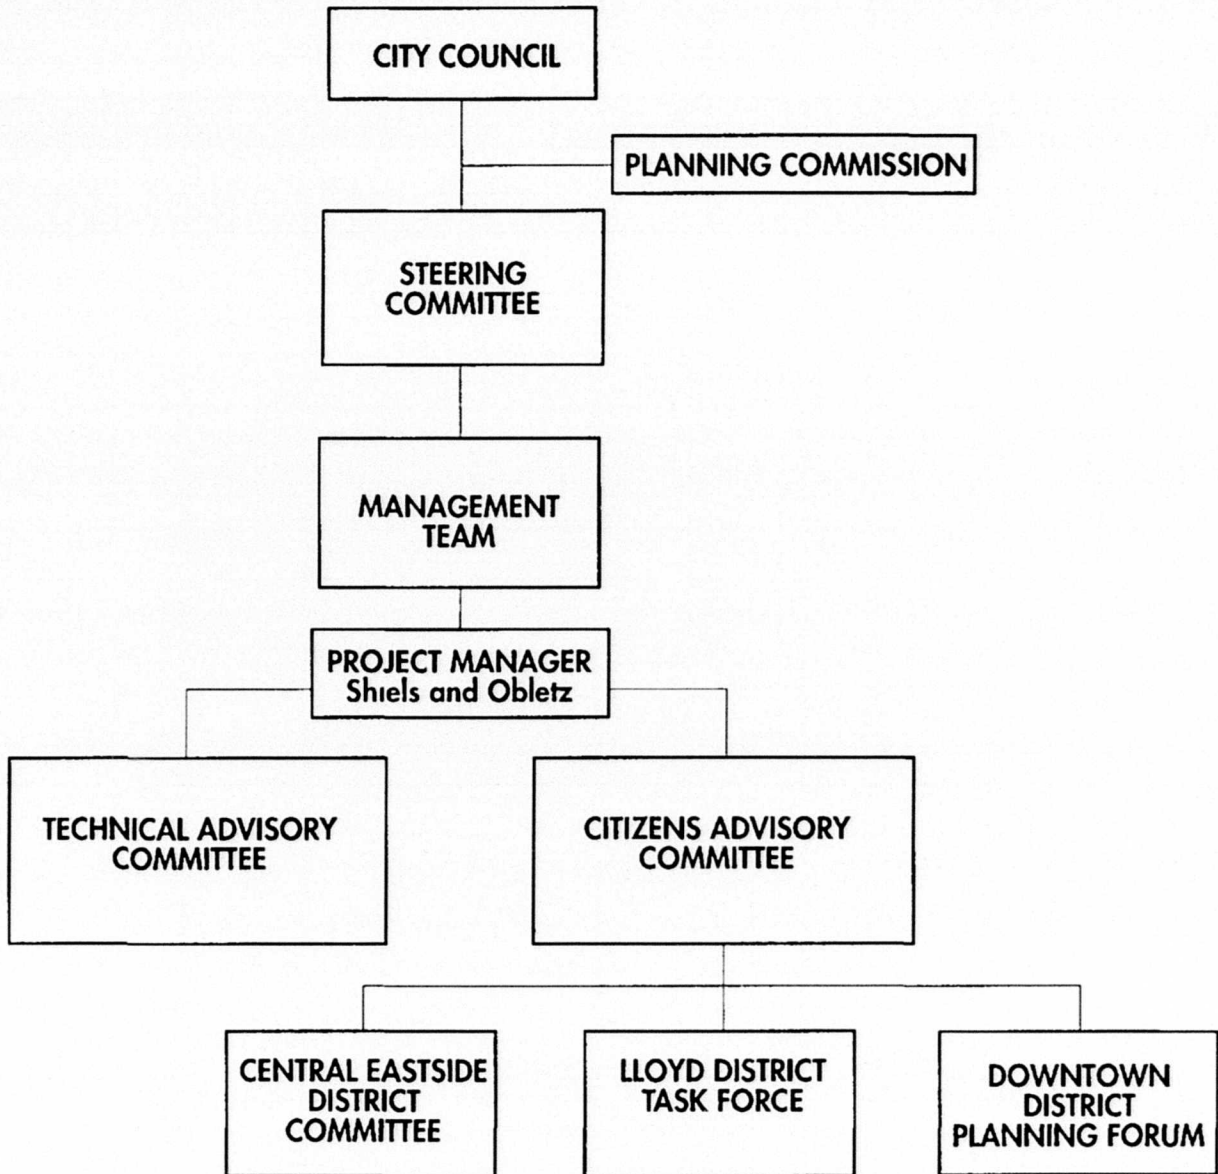 CITY COUNCIL
PLANNING COMMISSION
STEERING
COMMITTEE
MANAGEMENT
TEAM
PROJECT MANAGER
Shiels and Obletz
TECHNICAL ADVISORY
COMMITTEE
CITIZENS ADVISORY
COMMITTEE
CENTRAL EASTSIDE
DISTRICT
COMMITTEE
LLOYD DISTRICT
TASK FORCE
DOWNTOWN
DISTRICT
PLANNING FORUM